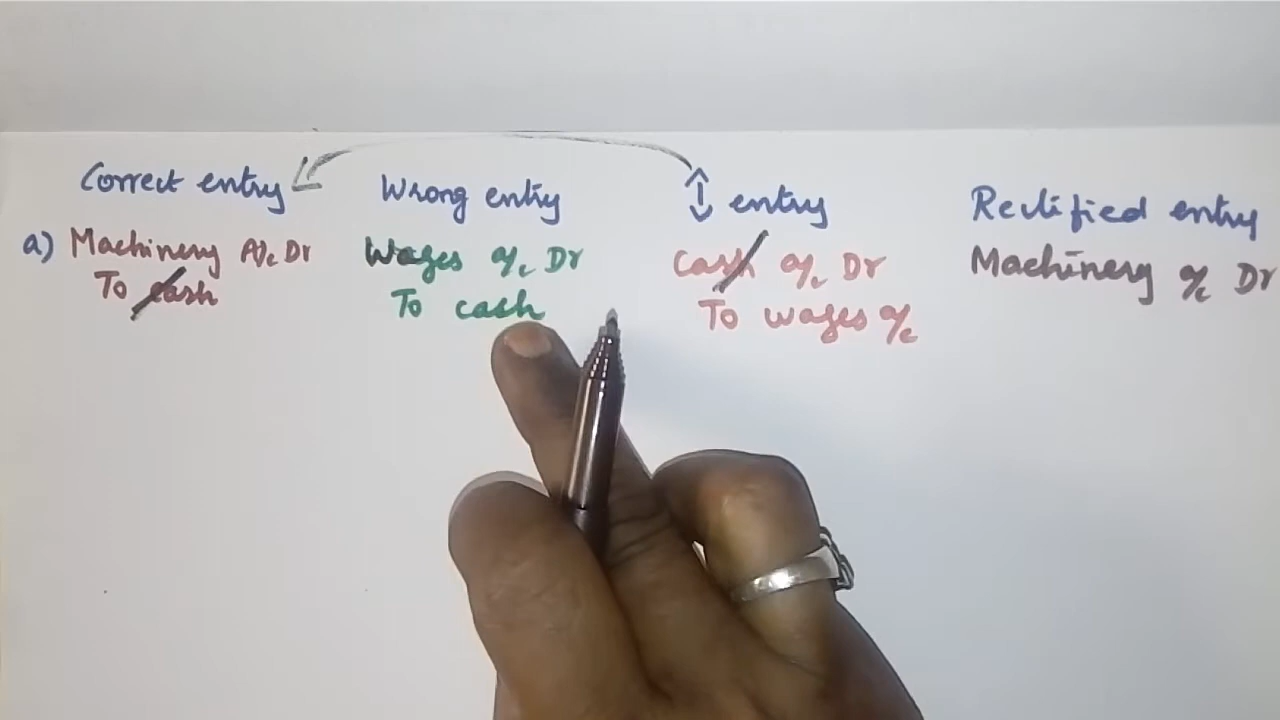 Correct entry
Wrong entry
entry
Rectified entry
a) Machinery A/c Dr
To cash
Wages a/c Dr
To cash
Cash a/c Dr
To wages a/c
Machinery a/c Dr